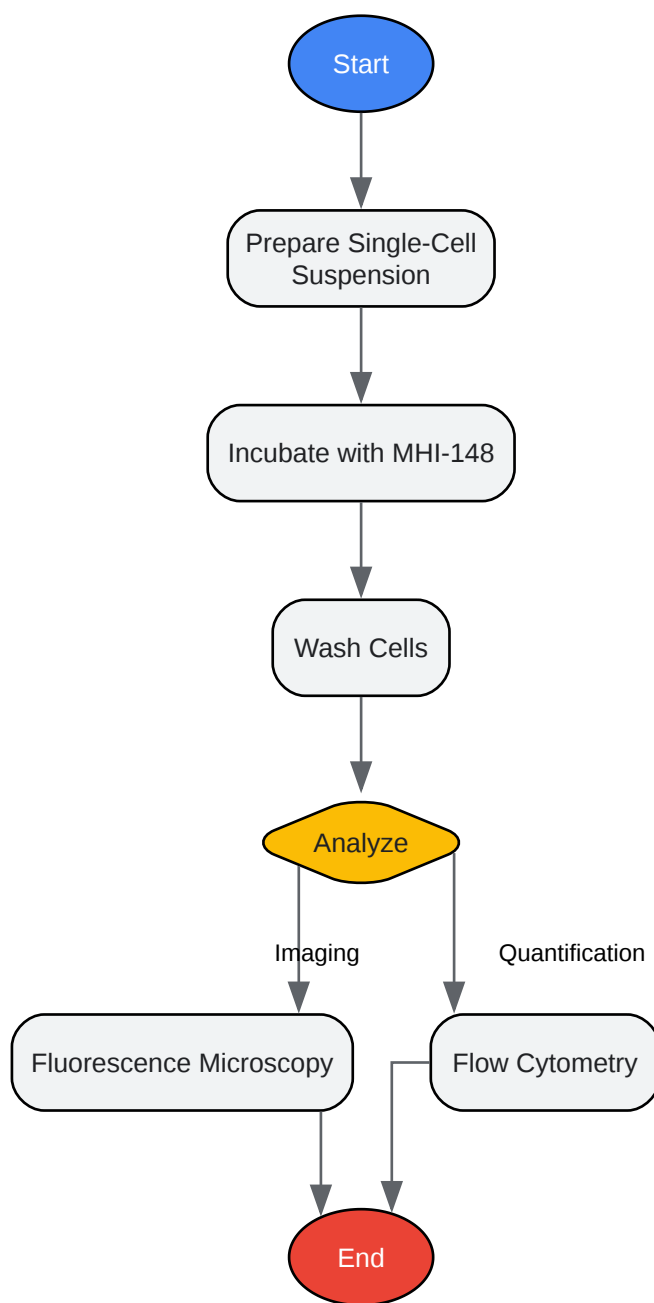 Start
Prepare Single-Cell
Suspension
Incubate with MHI-148
Wash Cells
Analyze
Imaging
Quantification
Fluorescence Microscopy
Flow Cytometry
End